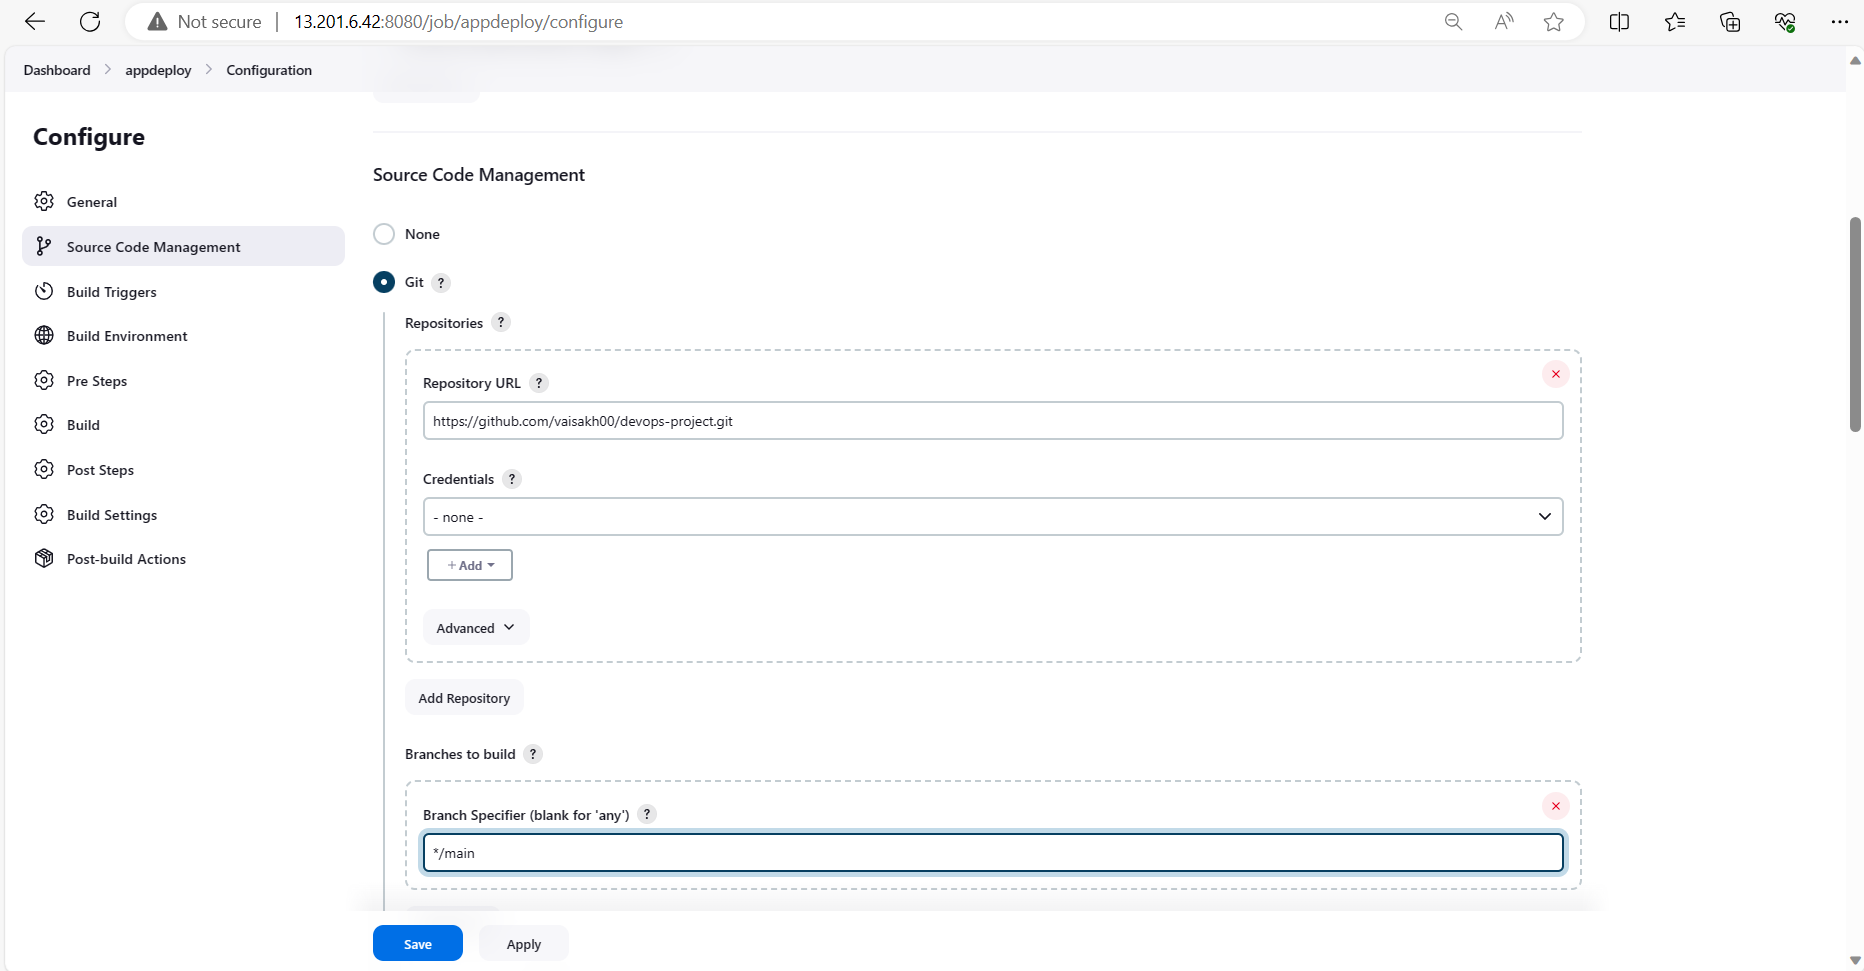 Not secure
13.201.6.42:8080/job/appdeploy/configure
Dashboard > appdeploy > Configuration
Configure
General
Source Code Management
Build Triggers
Build Environment
Pre Steps
Build
Post Steps
Build Settings
Post-build Actions
Source Code Management
None
Git ?
Repositories ?
Repository URL ?
https://github.com/vaisakh00/devops-project.git
Credentials ?
- none -
+ Add
Advanced
Add Repository
Branches to build ?
Branch Specifier (blank for 'any') ?
*/main
Save
Apply